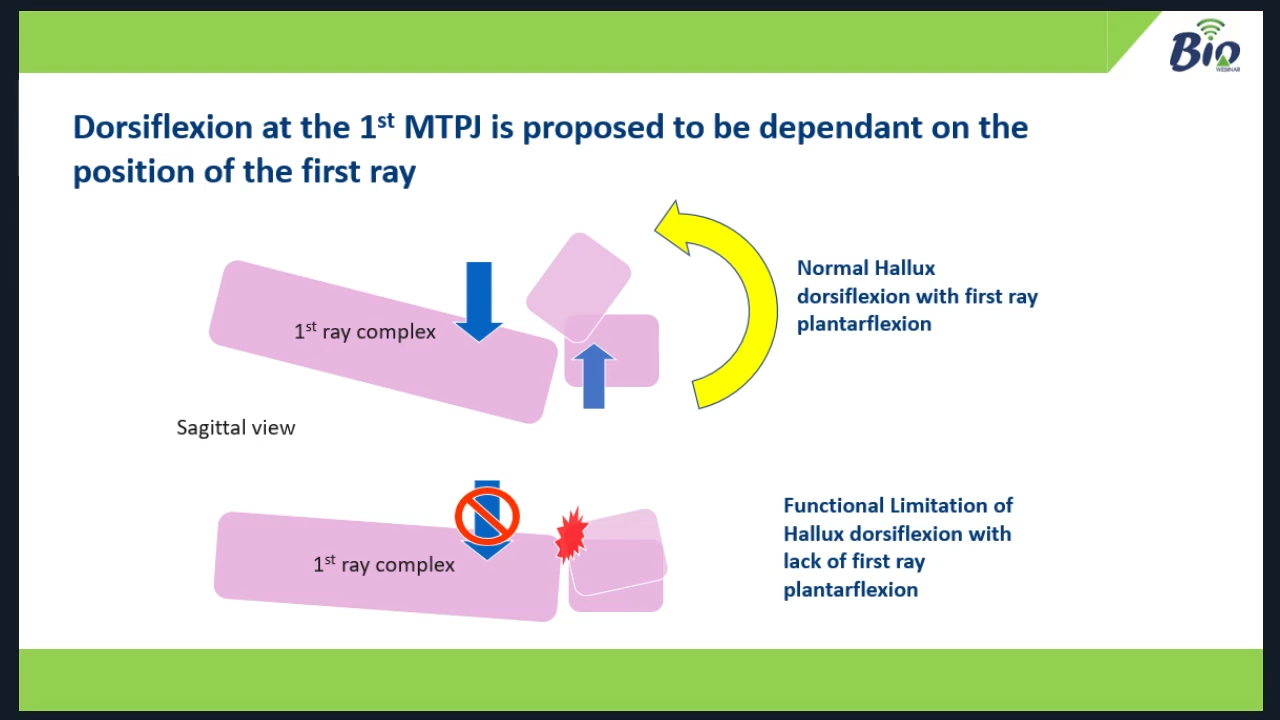 Bio
WEBINAR
Dorsiflexion at the 1st MTPJ is proposed to be dependant on the
position of the first ray
Normal Hallux
dorsiflexion with first ray
plantarflexion
1st ray complex
Sagittal view
Functional Limitation of
Hallux dorsiflexion with
lack of first ray
plantarflexion
1st ray complex